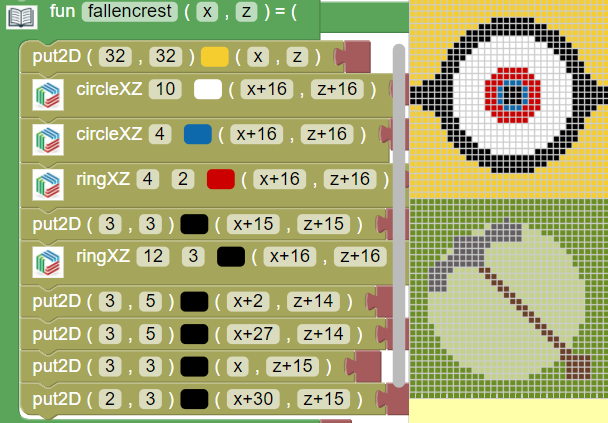 fun fallencrest ( x , z ) = (
put2D ( 32 , 32 ) ( x , z )
circleXZ 10 ( x+16 , z+16 )
circleXZ 4 ( x+16 , z+16 )
ringXZ 4 2 ( x+16 , z+16 )
put2D ( 3 , 3 ) ( x+15 , z+15 )
ringXZ 12 3 ( x+16 , z+16
put2D ( 3 , 5 ) ( x+2 , z+14 )
put2D ( 3 , 5 ) ( x+27 , z+14 )
put2D ( 3 , 3 ) ( x , z+15 )
put2D ( 2 , 3 ) ( x+30 , z+15 )